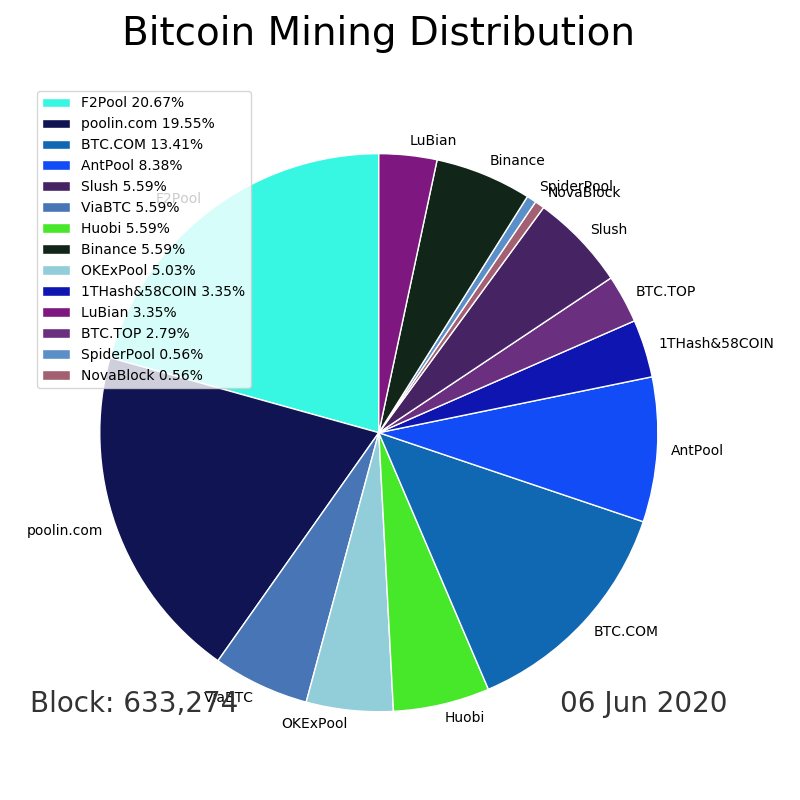 Bitcoin Mining Distribution
F2Pool 20.67%
poolin.com 19.55%
BTC.COM 13.41%
AntPool 8.38%
Slush 5.59%
ViaBTC 5.59%
Huobi 5.59%
Binance 5.59%
OKExPool 5.03%
1THash&58COIN 3.35%
LuBian 3.35%
BTC.TOP 2.79%
SpiderPool 0.56%
NovaBlock 0.56%
F2Pool
LuBian
Binance
SpiderPool
NovaBlock
Slush
BTC.TOP
1THash&58COIN
AntPool
BTC.COM
Huobi
OKExPool
ViaBTC
poolin.com
Block: 633,274
06 Jun 2020